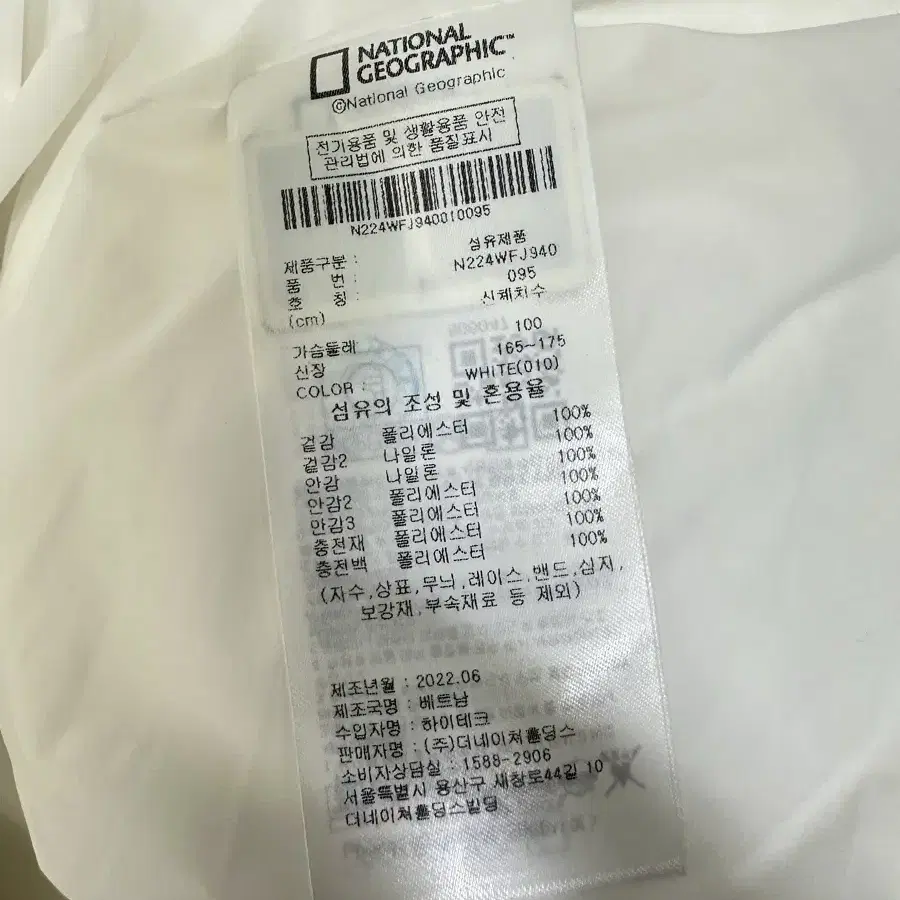 NATIONAL
GEOGRAPHIC™
©National Geographic
전기용품 및 생활용품 안전
관리법에 의한 품질표시
N224WFJ940010095
제품구분 : 섬유제품
품 번 : N224WFJ940
호 칭 : 095
(cm) 신체치수
가슴둘레 100
신장 165~175
COLOR : WHITE(010)
섬유의 조성 및 혼용율
겉감 폴리에스터 100%
겉감2 나일론 100%
안감 나일론 100%
안감2 폴리에스터 100%
안감3 폴리에스터 100%
충전재 폴리에스터 100%
충전백 폴리에스터 100%
(자수,상표,무늬,레이스,밴드,심지,
보강재,부속재료 등 제외)
제조년월 : 2022.06
제조국명 : 베트남
수입자명 : 하이테크
판매자명 : (주)더네이쳐홀딩스
소비자상담실 : 1588-2906
서울특별시 용산구 새창로44길 10
더네이쳐홀딩스빌딩